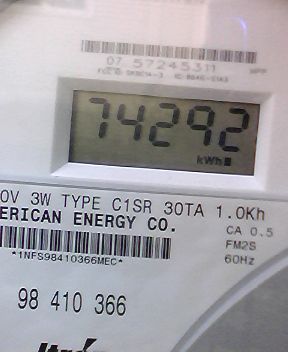 07 57245311
74292
kWh
0V 3W TYPE C1SR 30TA 1.0Kh
ERICAN ENERGY CO.
CA 0.5
FM2S
60Hz
*1NFS98410366MEC*
98 410 366